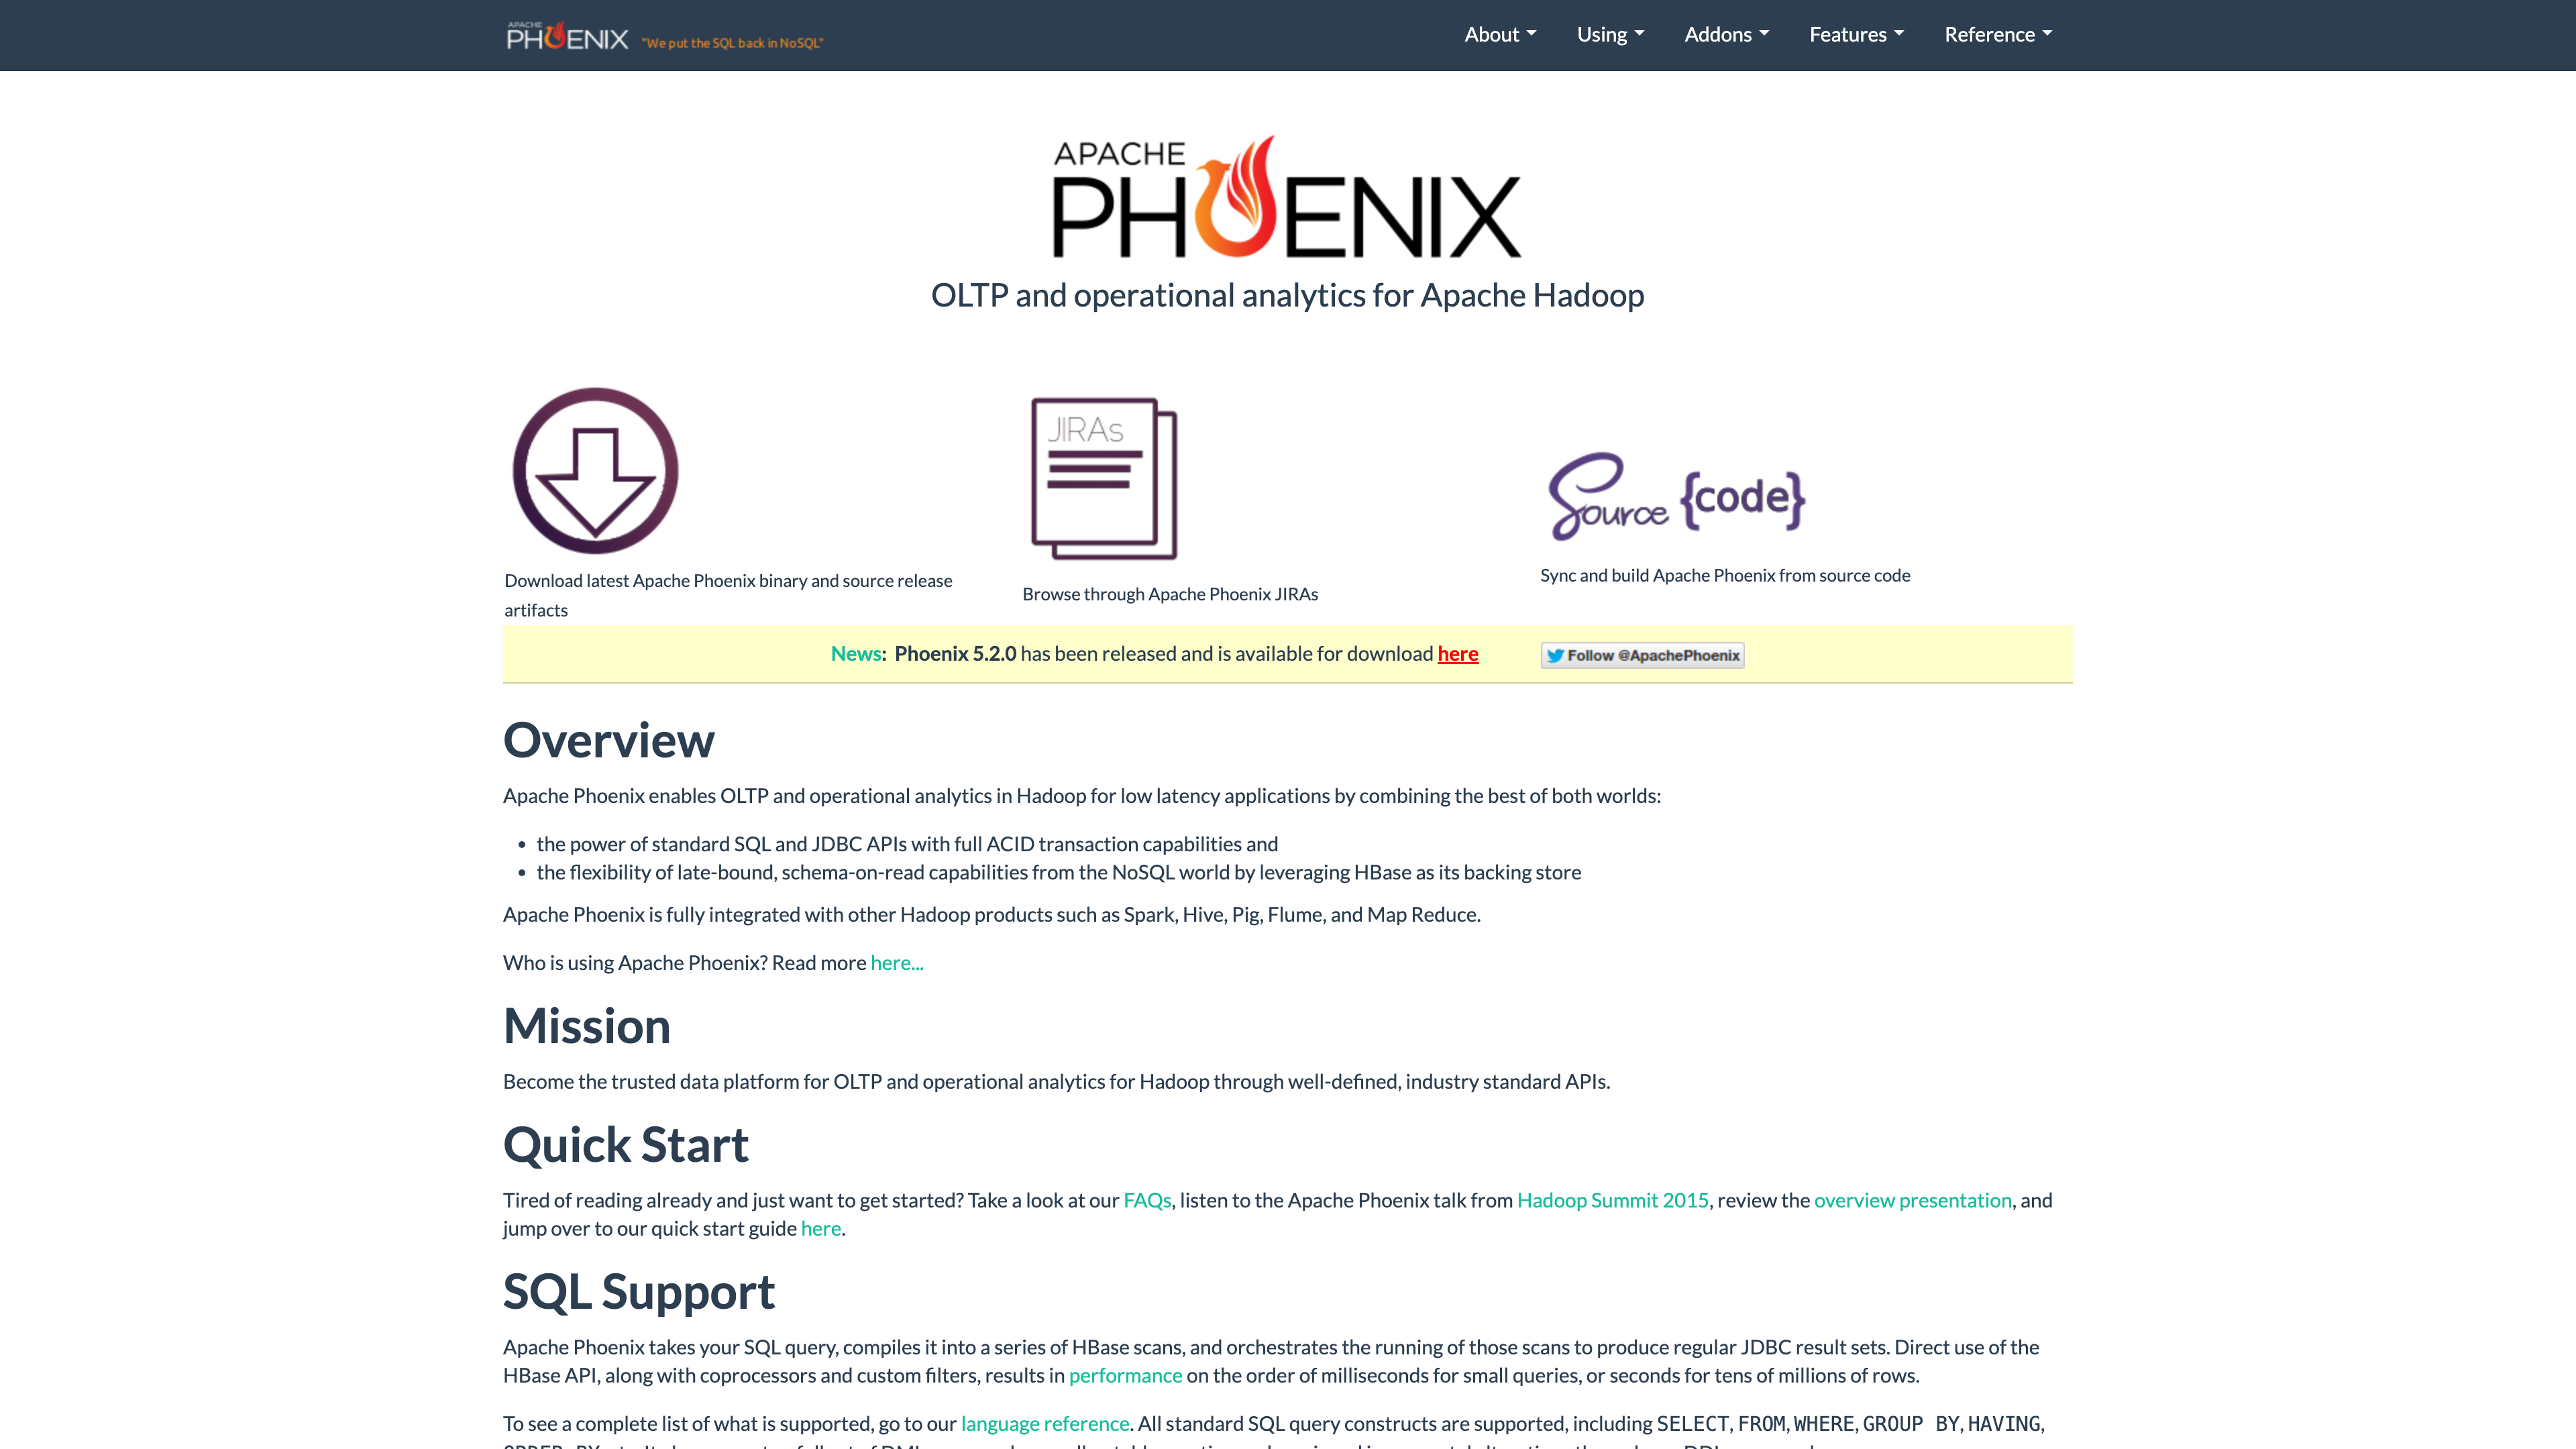 APACHE
PHOENIX "We put the SQL back in NoSQL"
About Using Addons Features Reference
APACHE
PHOENIX
OLTP and operational analytics for Apache Hadoop
JIRAs
Source {code}
Download latest Apache Phoenix binary and source release
artifacts
Browse through Apache Phoenix JIRAs
Sync and build Apache Phoenix from source code
News: Phoenix 5.2.0 has been released and is available for download here
Follow @ApachePhoenix
Overview
Apache Phoenix enables OLTP and operational analytics in Hadoop for low latency applications by combining the best of both worlds:
• the power of standard SQL and JDBC APIs with full ACID transaction capabilities and
• the flexibility of late-bound, schema-on-read capabilities from the NoSQL world by leveraging HBase as its backing store
Apache Phoenix is fully integrated with other Hadoop products such as Spark, Hive, Pig, Flume, and Map Reduce.
Who is using Apache Phoenix? Read more here...
Mission
Become the trusted data platform for OLTP and operational analytics for Hadoop through well-defined, industry standard APIs.
Quick Start
Tired of reading already and just want to get started? Take a look at our FAQs, listen to the Apache Phoenix talk from Hadoop Summit 2015, review the overview presentation, and
jump over to our quick start guide here.
SQL Support
Apache Phoenix takes your SQL query, compiles it into a series of HBase scans, and orchestrates the running of those scans to produce regular JDBC result sets. Direct use of the
HBase API, along with coprocessors and custom filters, results in performance on the order of milliseconds for small queries, or seconds for tens of millions of rows.
To see a complete list of what is supported, go to our language reference. All standard SQL query constructs are supported, including SELECT, FROM, WHERE, GROUP BY, HAVING,